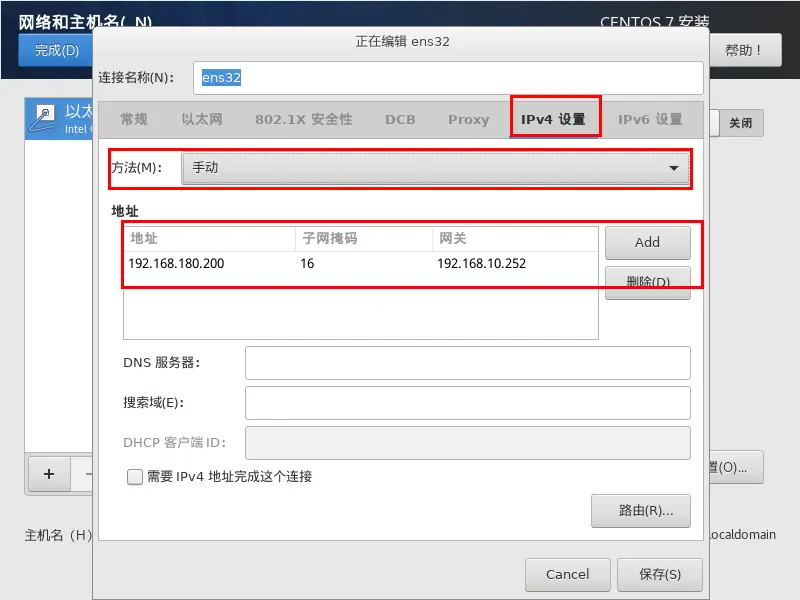 网络和主机名(_N)
CENTOS 7 安装
完成(D)
帮助！
正在编辑 ens32
连接名称(N)：
ens32
以太
Intel
关闭
常规
以太网
802.1X 安全性
DCB
Proxy
IPv4 设置
IPv6 设置
方法(M)：
手动
地址
地址
子网掩码
网关
192.168.180.200
16
192.168.10.252
Add
删除(D)
DNS 服务器：
搜索域(E)：
DHCP 客户端 ID：
需要 IPv4 地址完成这个连接
+
−
置(O)...
路由(R)...
主机名（H）
localdomain
Cancel
保存(S)